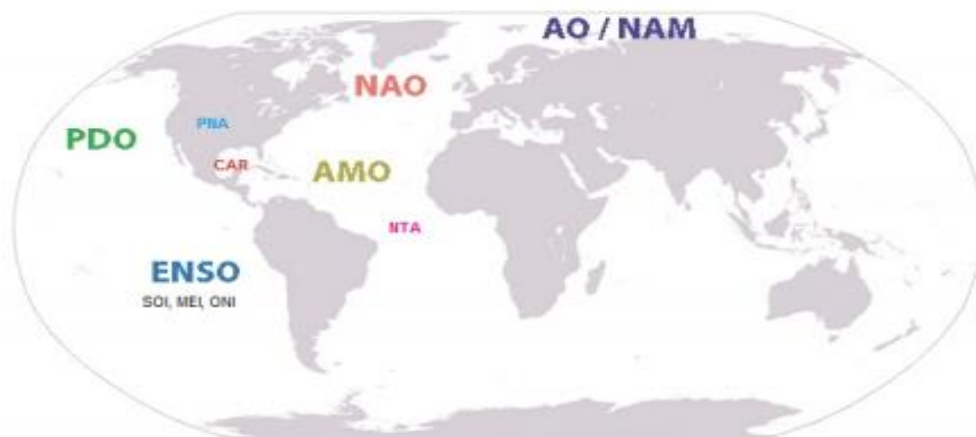 AO / NAM
NAO
PNA
PDO
CAR
AMO
NTA
ENSO
SOI, MEI, ONI